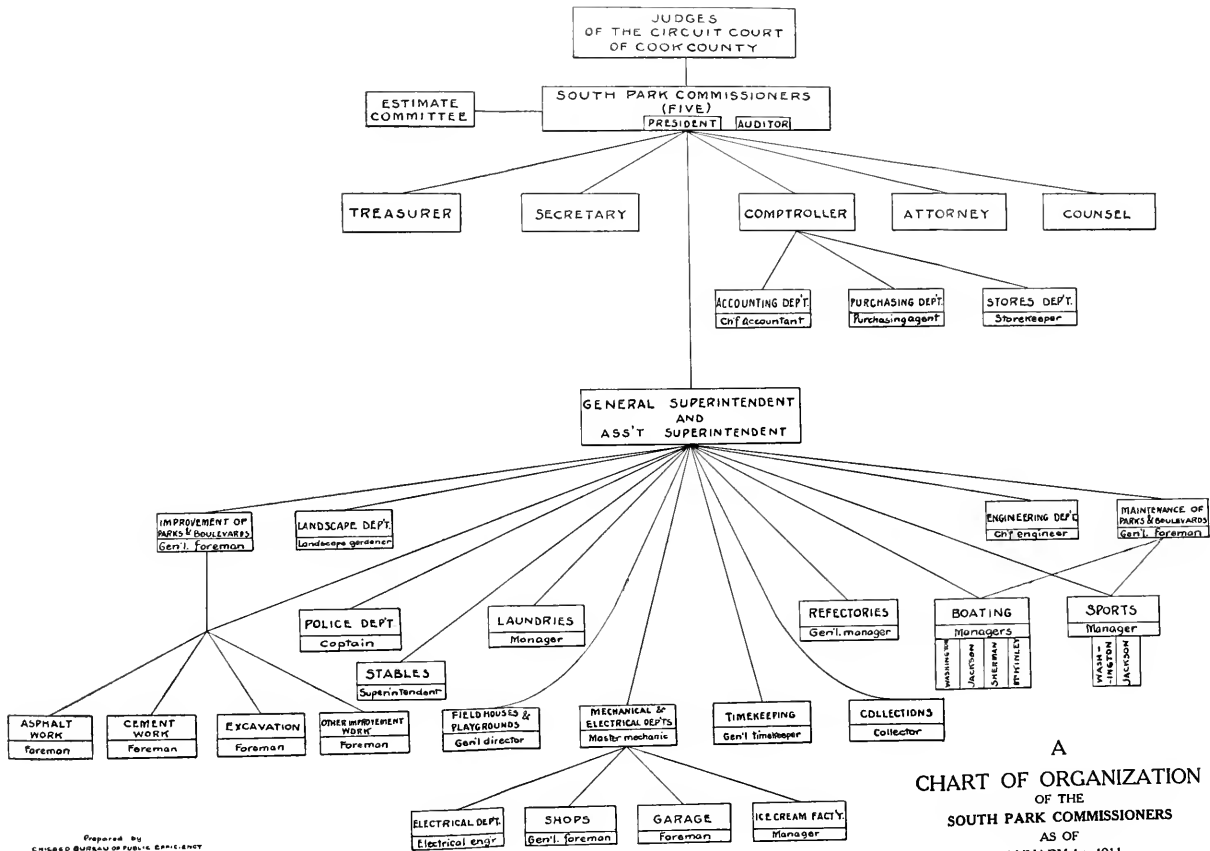 JUDGES
OF THE CIRCUIT COURT
OF COOK COUNTY
ESTIMATE
COMMITTEE
SOUTH PARK COMMISSIONERS
(FIVE)
PRESIDENT AUDITOR
TREASURER
SECRETARY
COMPTROLLER
ATTORNEY
COUNSEL
ACCOUNTING DEP'T.
Ch'f Accountant
PURCHASING DEP'T.
Purchasing agent
STORES DEP'T.
Storekeeper
GENERAL SUPERINTENDENT
AND
ASS'T SUPERINTENDENT
IMPROVEMENT OF
PARKS & BOULEVARDS
Gen'l. foreman
LANDSCAPE DEP'T.
Landscape gardener
ENGINEERING DEP'T.
Ch'f engineer
MAINTENANCE OF
PARKS & BOULEVARDS
Gen'l. foreman
POLICE DEP'T.
Captain
LAUNDRIES
Manager
REFECTORIES
Gen'l. manager
BOATING
Managers
WASHINGTON
JACKSON
SHERMAN
McKINLEY
SPORTS
Manager
WASH-
INGTON
JACKSON
STABLES
Superintendent
ASPHALT
WORK
Foreman
CEMENT
WORK
Foreman
EXCAVATION
Foreman
OTHER IMPROVEMENT
WORK
Foreman
FIELD HOUSES &
PLAYGROUNDS
Gen'l director
MECHANICAL &
ELECTRICAL DEP'TS
Master mechanic
TIMEKEEPING
Gen'l timekeeper
COLLECTIONS
Collector
ELECTRICAL DEP'T.
Electrical eng'r
SHOPS
Gen'l. foreman
GARAGE
Foreman
ICE CREAM FACT'Y.
Manager
Prepared by
CHICAGO BUREAU OF PUBLIC EFFICIENCY
A
CHART OF ORGANIZATION
OF THE
SOUTH PARK COMMISSIONERS
AS OF
1911